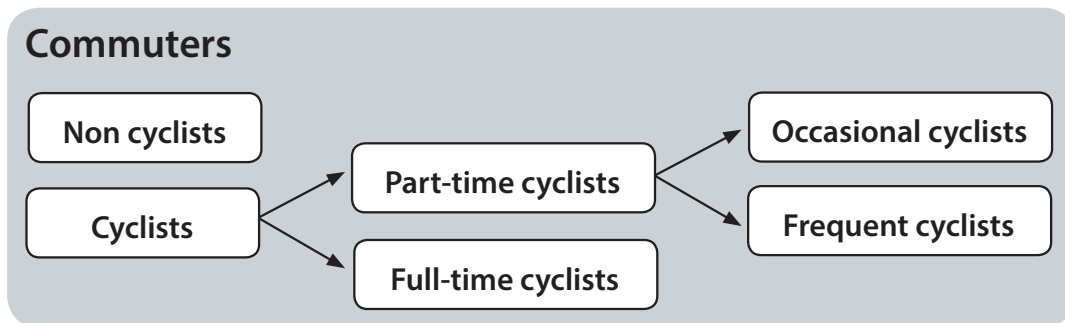 Commuters
Non cyclists
Cyclists
Part-time cyclists
Full-time cyclists
Occasional cyclists
Frequent cyclists